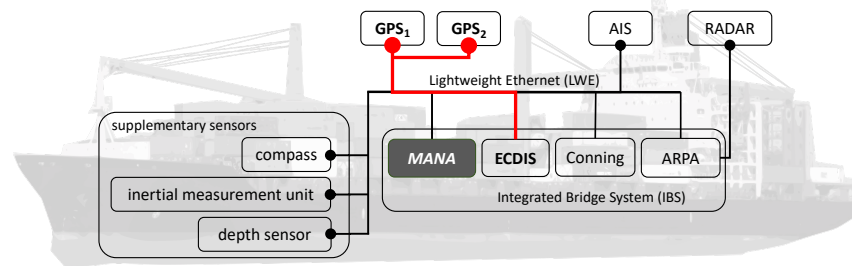 GPS1
GPS2
AIS
RADAR
Lightweight Ethernet (LWE)
supplementary sensors
compass
inertial measurement unit
depth sensor
MANA
ECDIS
Conning
ARPA
Integrated Bridge System (IBS)